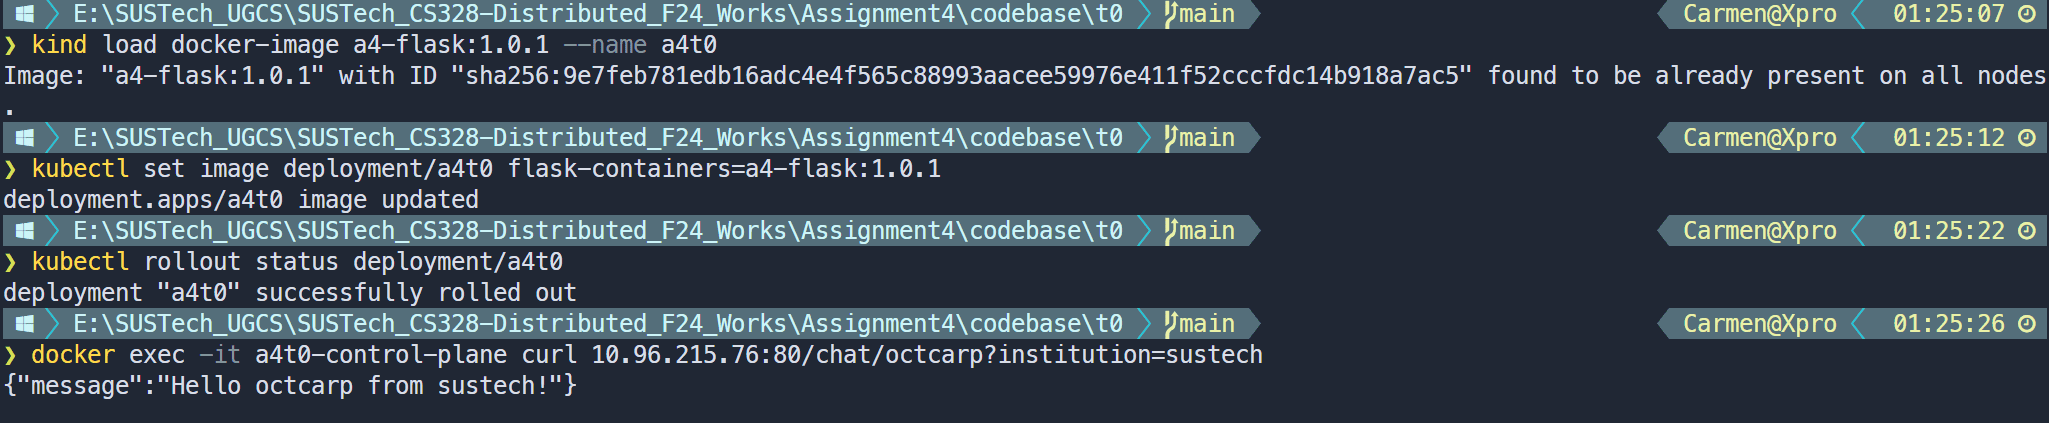 E:\SUSTech_UGCS\SUSTech_CS328-Distributed_F24_Works\Assignment4\codebase\t0 main Carmen@Xpro 01:25:07
❯ kind load docker-image a4-flask:1.0.1 --name a4t0
Image: "a4-flask:1.0.1" with ID "sha256:9e7feb781edb16adc4e4f565c88993aacee59976e411f52cccfdc14b918a7ac5" found to be already present on all nodes
.
E:\SUSTech_UGCS\SUSTech_CS328-Distributed_F24_Works\Assignment4\codebase\t0 main Carmen@Xpro 01:25:12
❯ kubectl set image deployment/a4t0 flask-containers=a4-flask:1.0.1
deployment.apps/a4t0 image updated
E:\SUSTech_UGCS\SUSTech_CS328-Distributed_F24_Works\Assignment4\codebase\t0 main Carmen@Xpro 01:25:22
❯ kubectl rollout status deployment/a4t0
deployment "a4t0" successfully rolled out
E:\SUSTech_UGCS\SUSTech_CS328-Distributed_F24_Works\Assignment4\codebase\t0 main Carmen@Xpro 01:25:26
❯ docker exec -it a4t0-control-plane curl 10.96.215.76:80/chat/octcarp?institution=sustech
{"message":"Hello octcarp from sustech!"}